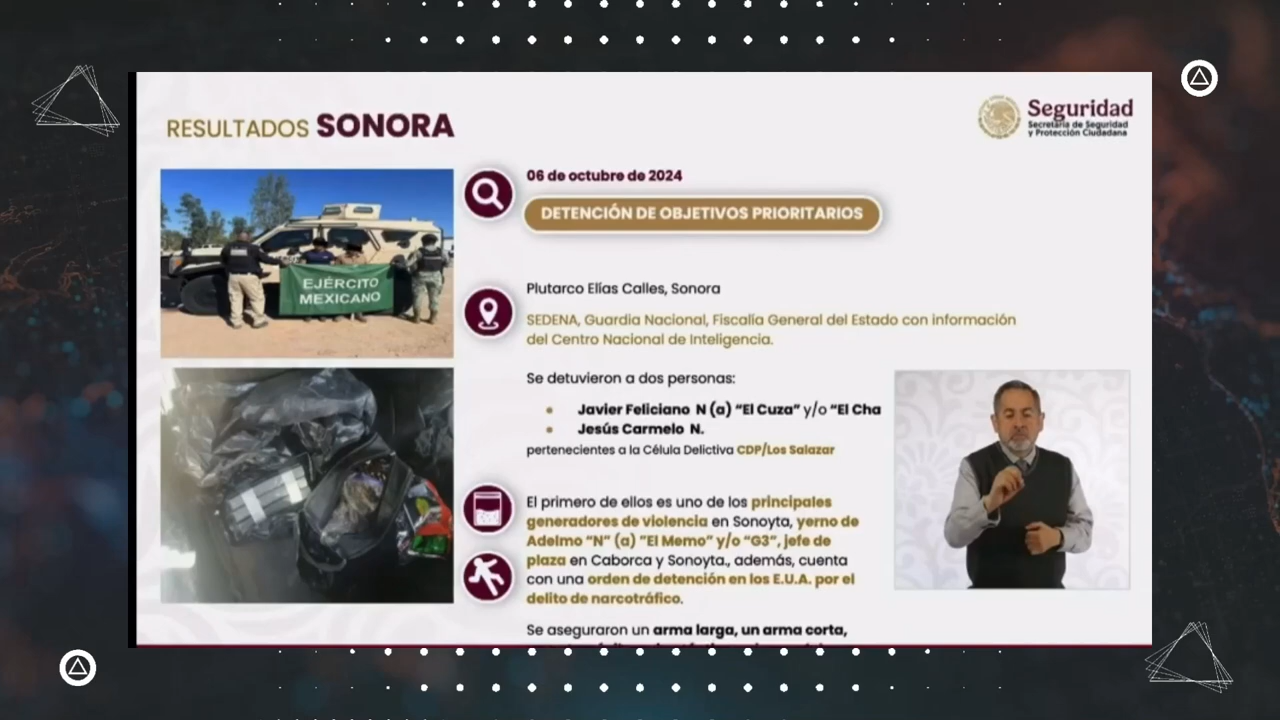 RESULTADOS SONORA
Seguridad
Secretaría de Seguridad
y Protección Ciudadana
06 de octubre de 2024
DETENCIÓN DE OBJETIVOS PRIORITARIOS
EJÉRCITO
MEXICANO
Plutarco Elías Calles, Sonora
SEDENA, Guardia Nacional, Fiscalía General del Estado con información
del Centro Nacional de Inteligencia.
Se detuvieron a dos personas:
Javier Feliciano N (a) “El Cuza” y/o “El Cha
Jesús Carmelo N.
pertenecientes a la Célula Delictiva CDP/Los Salazar
El primero de ellos es uno de los principales
generadores de violencia en Sonoyta, yerno de
Adelmo “N” (a) "El Memo" y/o “G3”, jefe de
plaza en Caborca y Sonoyta., además, cuenta
con una orden de detención en los E.U.A. por el
delito de narcotráfico.
Se aseguraron un arma larga, un arma corta,